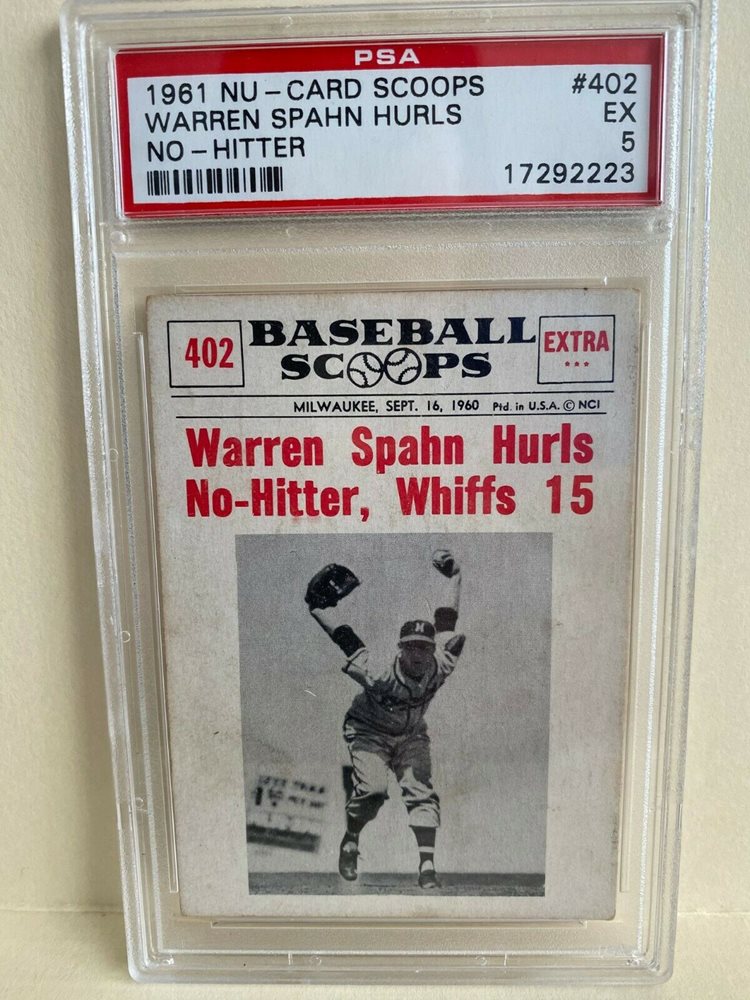 PSA
1961 NU-CARD SCOOPS #402
WARREN SPAHN HURLS EX
NO-HITTER 5
17292223
402 BASEBALL SCOOPS EXTRA
MILWAUKEE, SEPT. 16, 1960 Ptd. in U.S.A. © NCI
Warren Spahn Hurls
No-Hitter, Whiffs 15
M